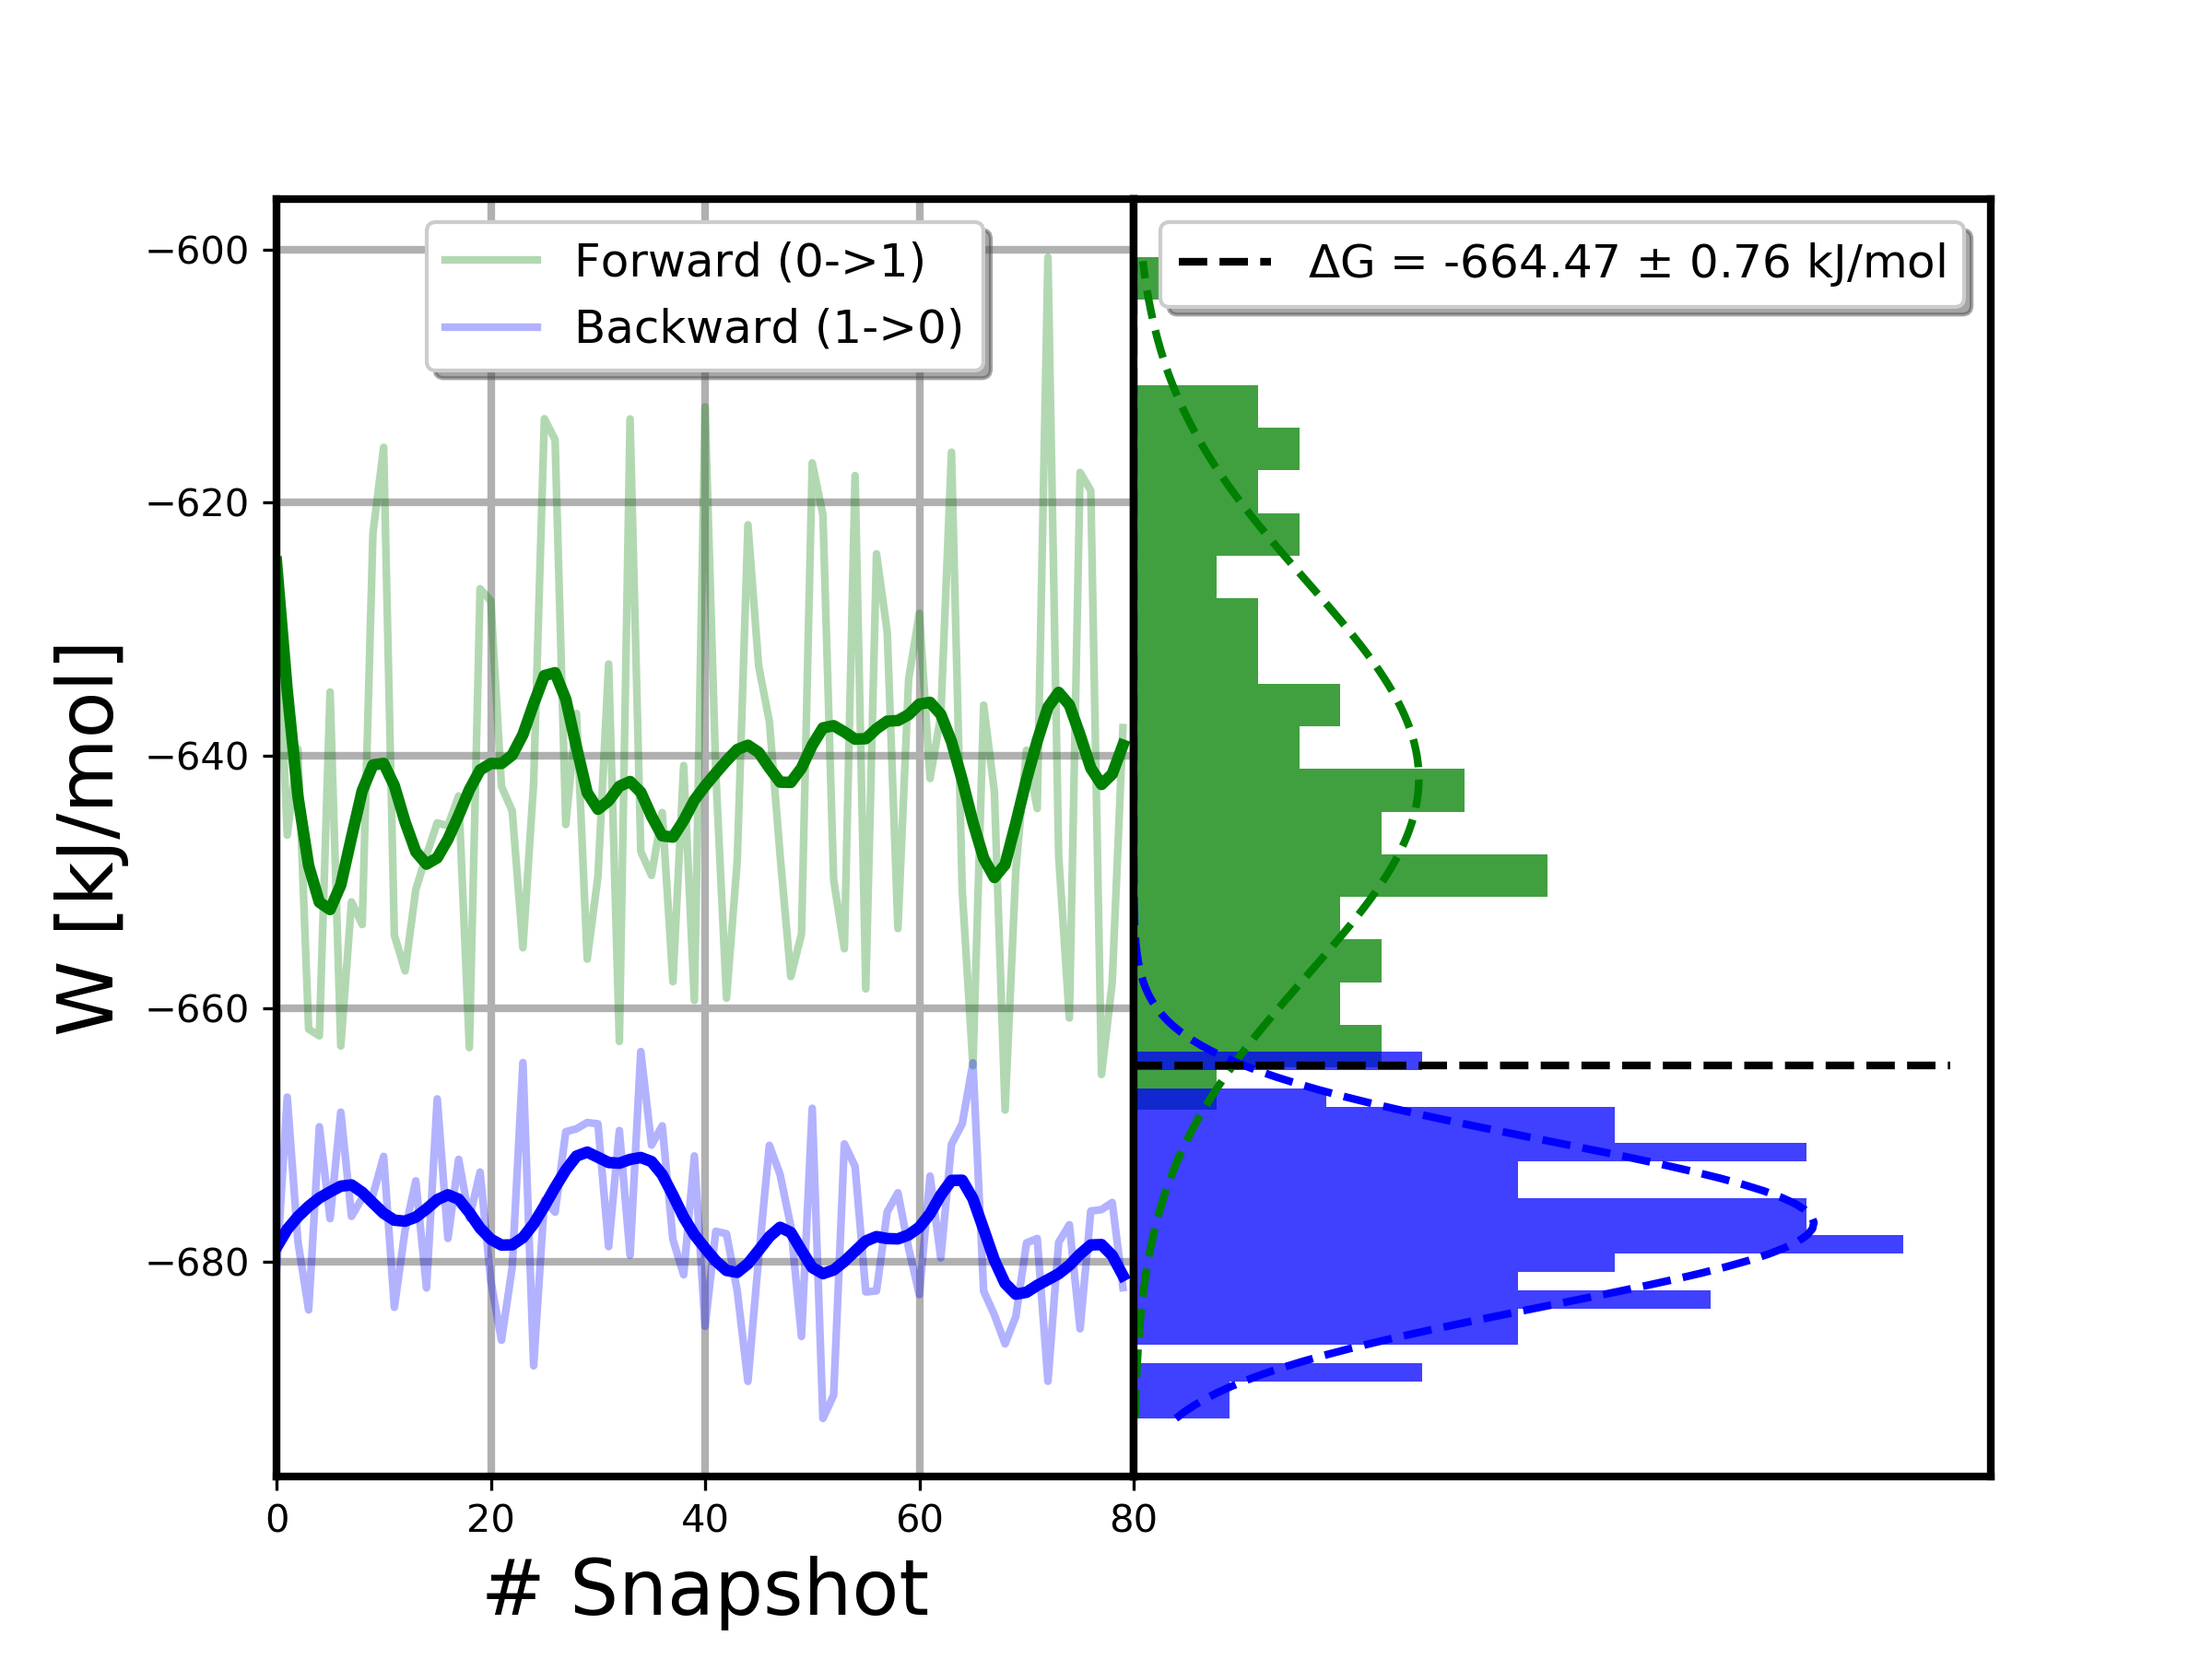 Forward (0->1)
Backward (1->0)
ΔG = -664.47 ± 0.76 kJ/mol
W [kJ/mol]
−600
−620
−640
−660
−680
0 20 40 60 80
# Snapshot